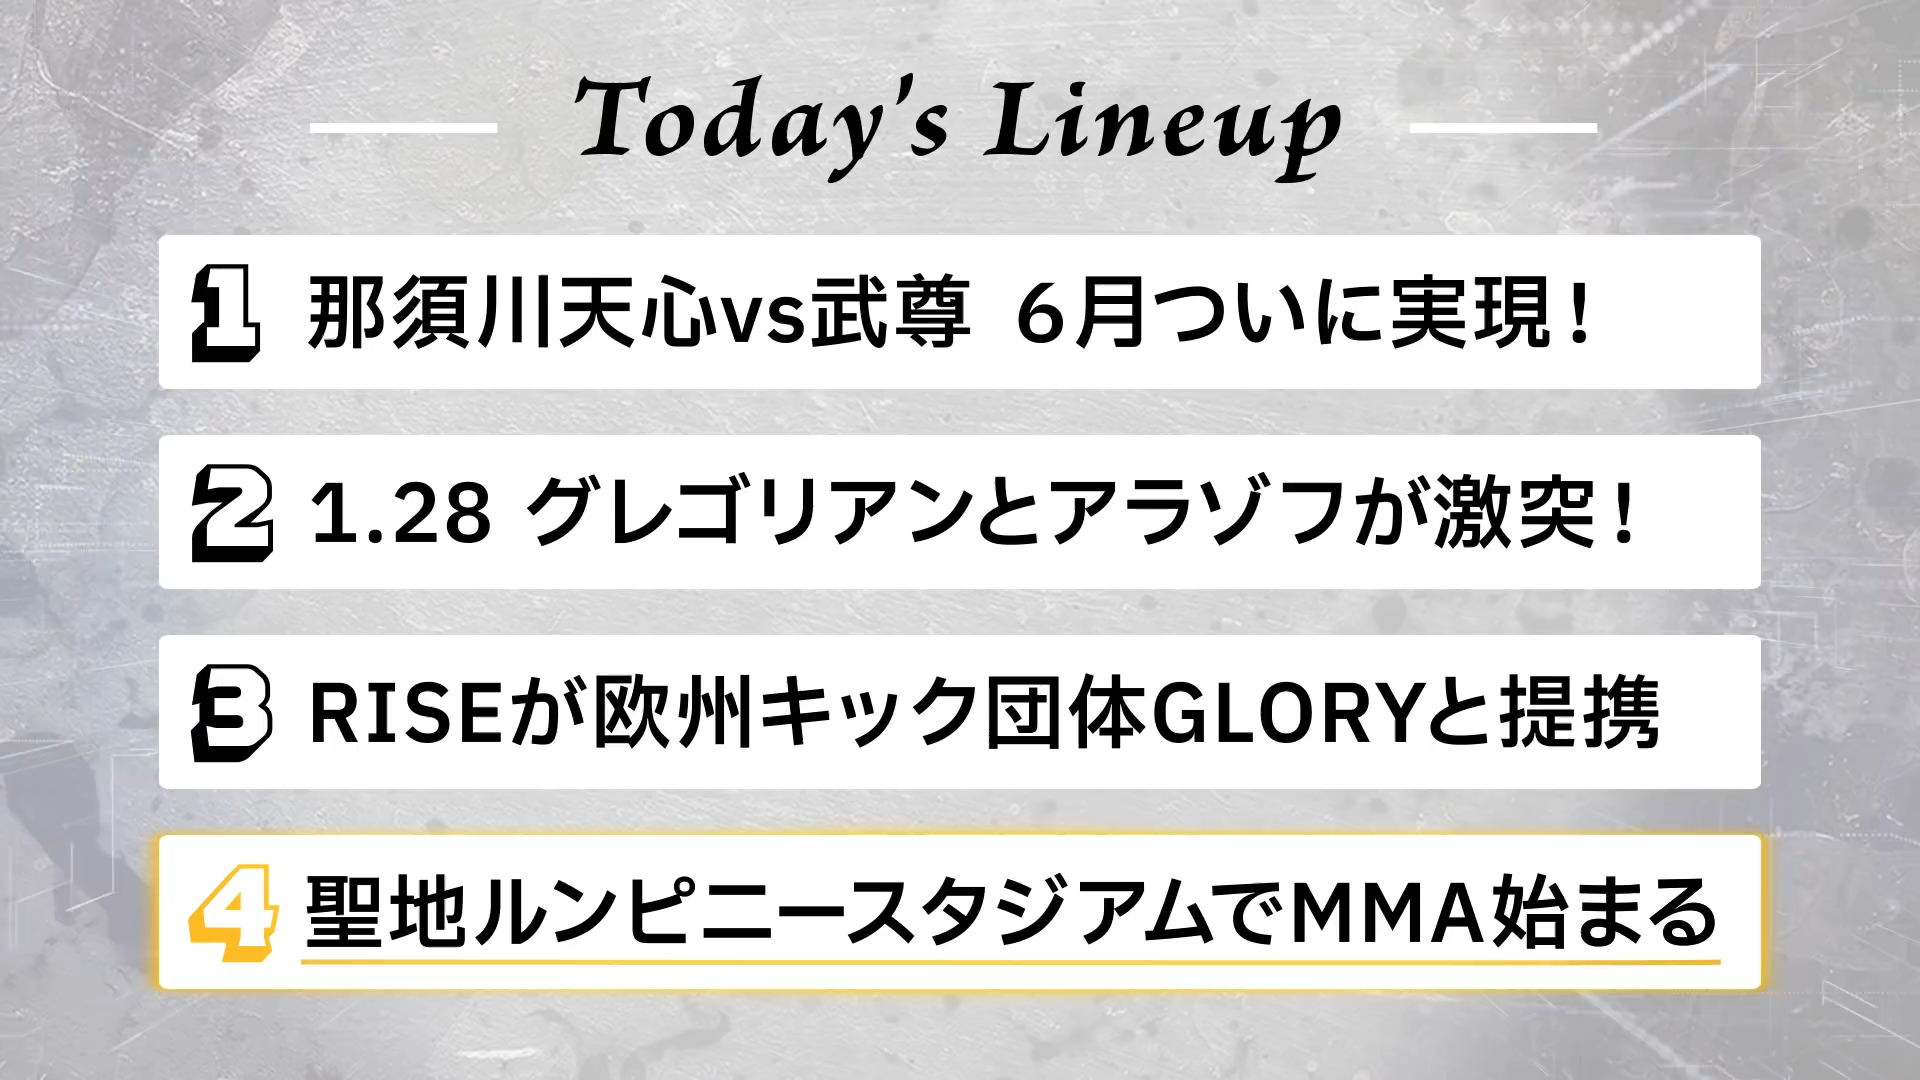 Today's Lineup
1 那須川天心vs武尊 6月ついに実現!
2 1.28 グレゴリアンとアラゾフが激突!
3 RISEが欧州キック団体GLORYと提携
4 聖地ルンピニースタジアムでMMA始まる